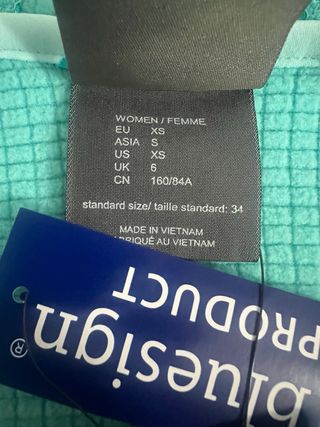 WOMEN / FEMME
EU XS
ASIA S
US XS
UK 6
CN 160/84A
standard size/ taille standard: 34
MADE IN VIETNAM
FABRIQUÉ AU VIETNAM
bluesign®
PRODUCT